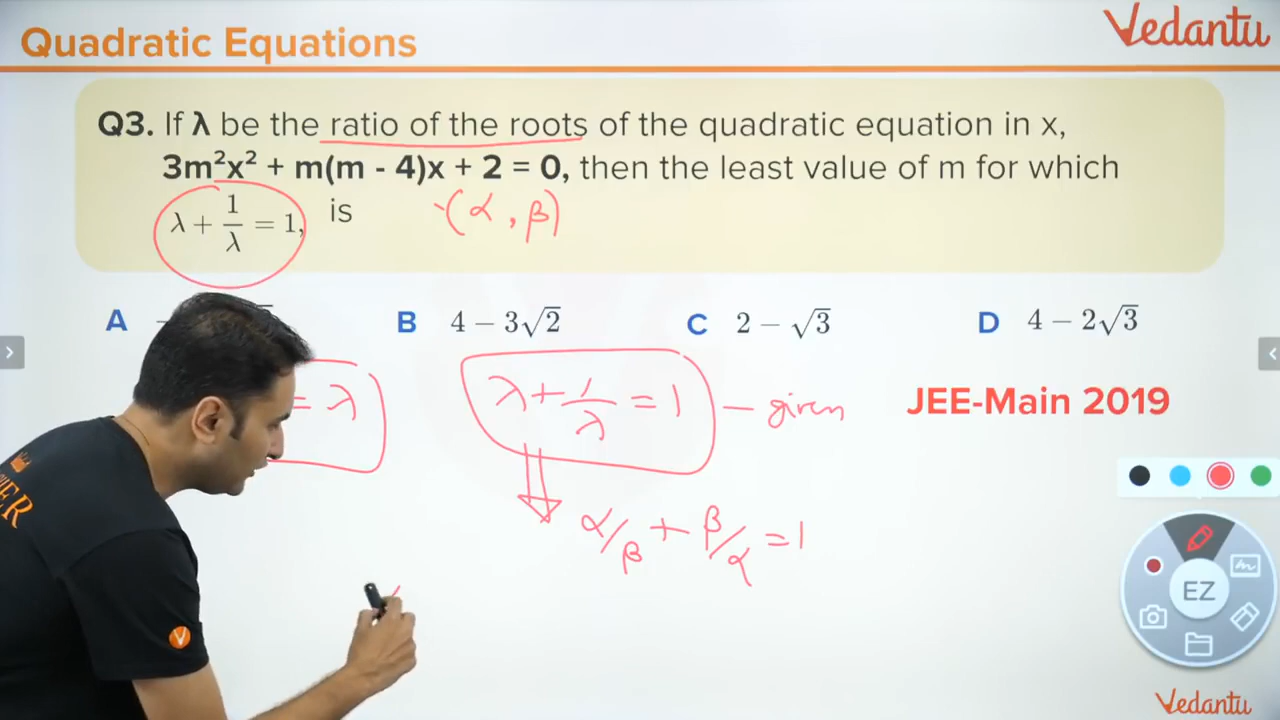 Quadratic Equations
Vedantu
Q3. If λ be the ratio of the roots of the quadratic equation in x,
3m²x² + m(m - 4)x + 2 = 0, then the least value of m for which
λ + 1/λ = 1, is
(α, β)
A
B 4 − 3√2
C 2 − √3
D 4 − 2√3
= λ
λ + 1/λ = 1 — given
JEE-Main 2019
α/β + β/α = 1
EZ
V
Vedantu